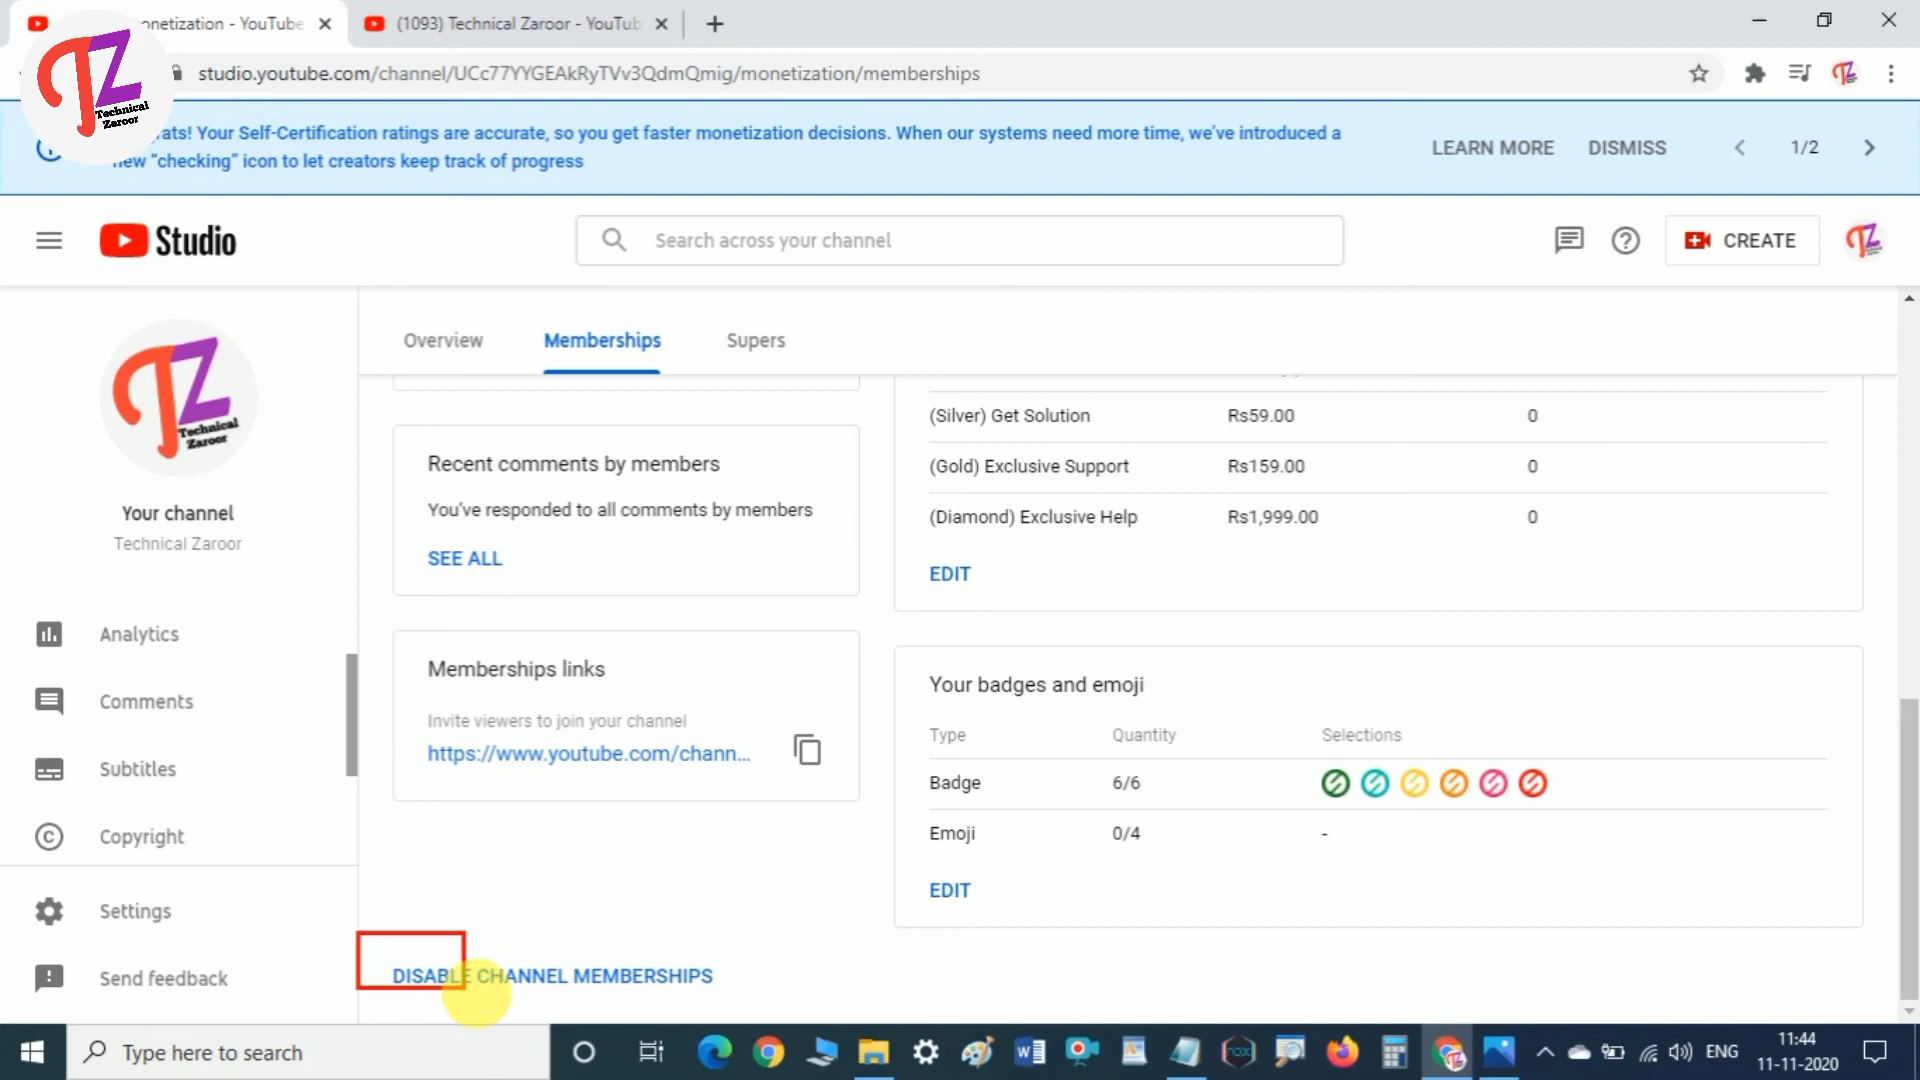 onetization - YouTube
(1093) Technical Zaroor - YouTub
studio.youtube.com/channel/UCc77YYGEAkRyTVv3QdmQmig/monetization/memberships
TZ
Technical
Zaroor
rats! Your Self-Certification ratings are accurate, so you get faster monetization decisions. When our systems need more time, we've introduced a
new "checking" icon to let creators keep track of progress
LEARN MORE
DISMISS
1/2
Studio
Search across your channel
CREATE
TZ
Technical
Zaroor
Your channel
Technical Zaroor
Analytics
Comments
Subtitles
Copyright
Settings
Send feedback
Overview
Memberships
Supers
Recent comments by members
You've responded to all comments by members
SEE ALL
Memberships links
Invite viewers to join your channel
https://www.youtube.com/chann...
DISABLE CHANNEL MEMBERSHIPS
(Silver) Get Solution Rs59.00 0
(Gold) Exclusive Support Rs159.00 0
(Diamond) Exclusive Help Rs1,999.00 0
EDIT
Your badges and emoji
Type Quantity Selections
Badge 6/6
Emoji 0/4 -
EDIT
Type here to search
ENG
11:44
11-11-2020